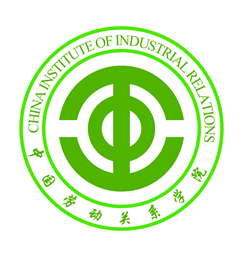 CHINA INSTITUTE OF INDUSTRIAL RELATIONS
中国劳动关系学院